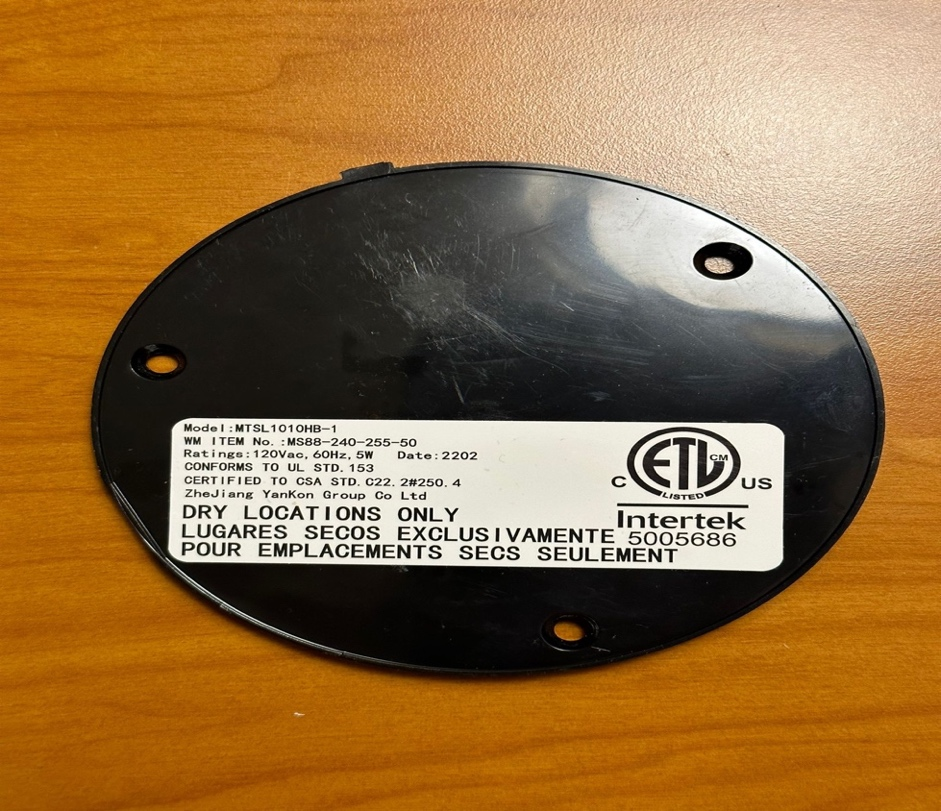 Model:MTSL1010HB-1
WM ITEM No.:MS88-240-255-50
Ratings:120Vac,60Hz,5W Date:2202
CONFORMS TO UL STD.153
CERTIFIED TO CSA STD.C22.2#250.4
ZheJiang YanKon Group Co Ltd
DRY LOCATIONS ONLY
LUGARES SECOS EXCLUSIVAMENTE
POUR EMPLACEMENTS SECS SEULEMENT
ETL CM
C US
LISTED
Intertek
5005686